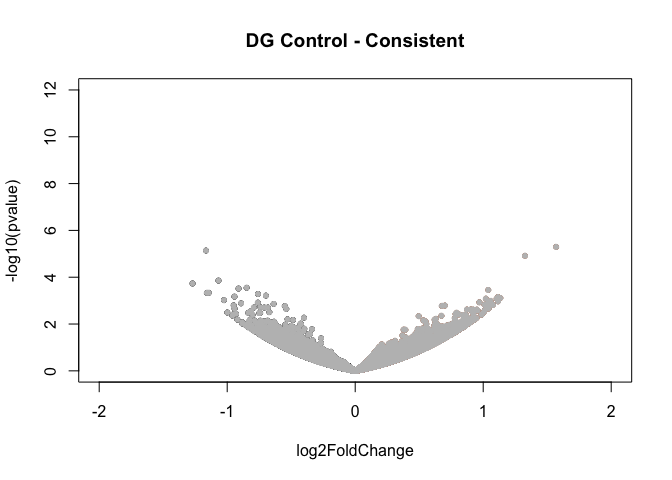 DG Control - Consistent
12
10
8
6
4
2
0
-log10(pvalue)
-2 -1 0 1 2
log2FoldChange